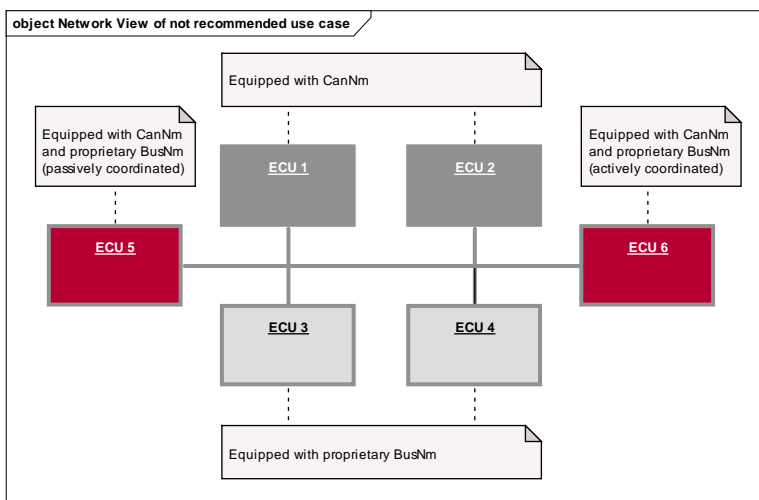 object Network View of not recommended use case
Equipped with CanNm
Equipped with CanNm
and proprietary BusNm
(passively coordinated)
Equipped with CanNm
and proprietary BusNm
(actively coordinated)
ECU 1
ECU 2
ECU 5
ECU 6
ECU 3
ECU 4
Equipped with proprietary BusNm